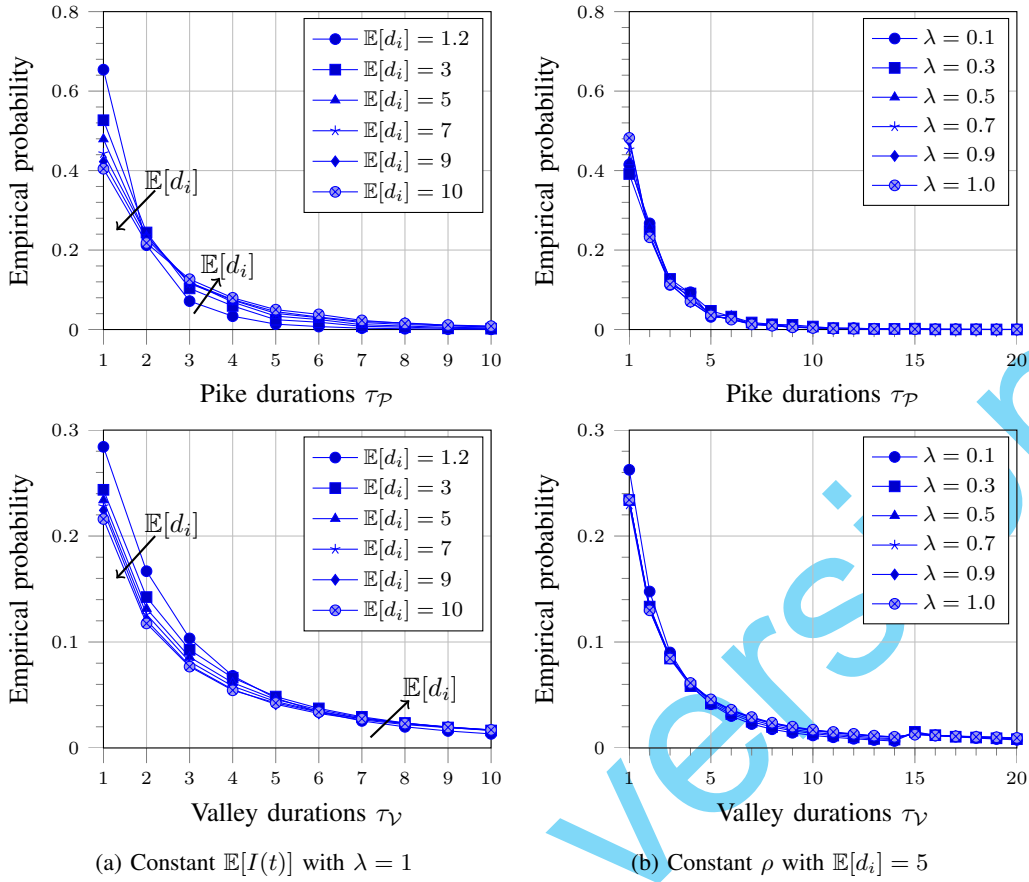 0.8
0.6
0.4
0.2
0
Empirical probability
𝔼[d_i] = 1.2
𝔼[d_i] = 3
𝔼[d_i] = 5
𝔼[d_i] = 7
𝔼[d_i] = 9
𝔼[d_i] = 10
𝔼[d_i]
𝔼[d_i]
1 2 3 4 5 6 7 8 9 10
Pike durations τ_𝒫
0.8
0.6
0.4
0.2
0
Empirical probability
λ = 0.1
λ = 0.3
λ = 0.5
λ = 0.7
λ = 0.9
λ = 1.0
1 5 10 15 20
Pike durations τ_𝒫
0.3
0.2
0.1
0
Empirical probability
𝔼[d_i] = 1.2
𝔼[d_i] = 3
𝔼[d_i] = 5
𝔼[d_i] = 7
𝔼[d_i] = 9
𝔼[d_i] = 10
𝔼[d_i]
𝔼[d_i]
1 2 3 4 5 6 7 8 9 10
Valley durations τ_𝒱
(a) Constant 𝔼[I(t)] with λ = 1
0.3
0.2
0.1
0
Empirical probability
λ = 0.1
λ = 0.3
λ = 0.5
λ = 0.7
λ = 0.9
λ = 1.0
1 5 10 15 20
Valley durations τ_𝒱
(b) Constant ρ with 𝔼[d_i] = 5
version